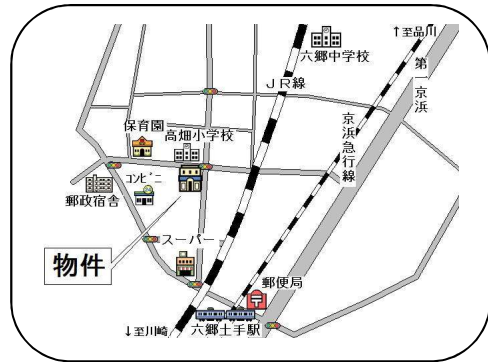 ↑至品川
六郷中学校
第一京浜
JR線
京浜急行線
保育園
高畑小学校
コンビニ
郵政宿舎
スーパー
物件
郵便局
〒
↓至川崎
六郷土手駅